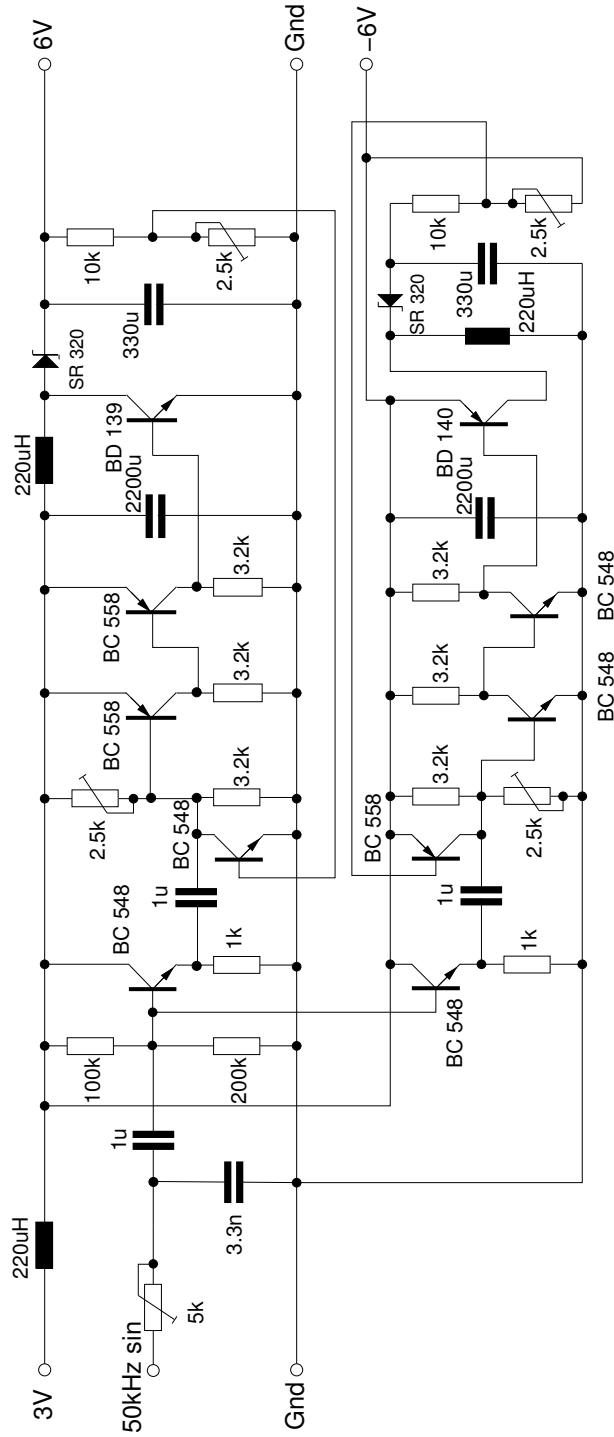 3V
220uH
220uH
SR 320
6V
50kHz sin
5k
1u
3.3n
100k
200k
BC 548
1k
1u
2.5k
BC 548
3.2k
BC 558
3.2k
BC 558
3.2k
2200u
BD 139
330u
10k
2.5k
Gnd
Gnd
BC 548
1k
1u
BC 558
3.2k
2.5k
3.2k
BC 548
3.2k
BC 548
2200u
BD 140
SR 320
220uH
330u
10k
2.5k
−6V